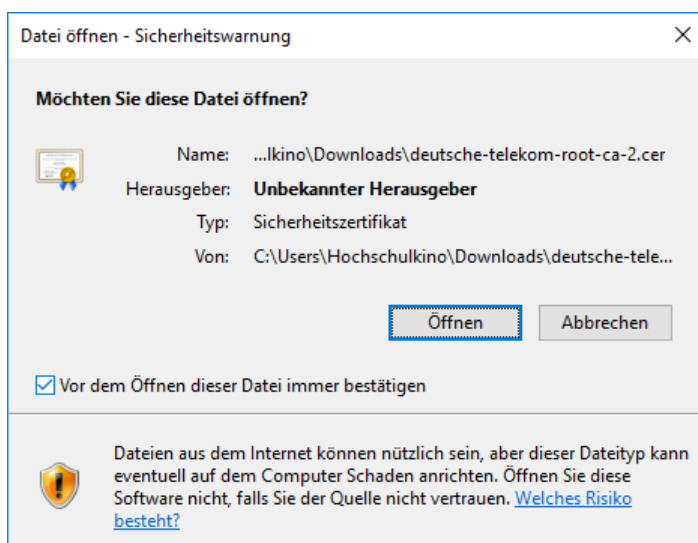 Datei öffnen - Sicherheitswarnung
Möchten Sie diese Datei öffnen?
Name: ...lkino\Downloads\deutsche-telekom-root-ca-2.cer
Herausgeber: Unbekannter Herausgeber
Typ: Sicherheitszertifikat
Von: C:\Users\Hochschulkino\Downloads\deutsche-tele...
Öffnen Abbrechen
Vor dem Öffnen dieser Datei immer bestätigen
Dateien aus dem Internet können nützlich sein, aber dieser Dateityp kann
eventuell auf dem Computer Schaden anrichten. Öffnen Sie diese
Software nicht, falls Sie der Quelle nicht vertrauen. Welches Risiko
besteht?